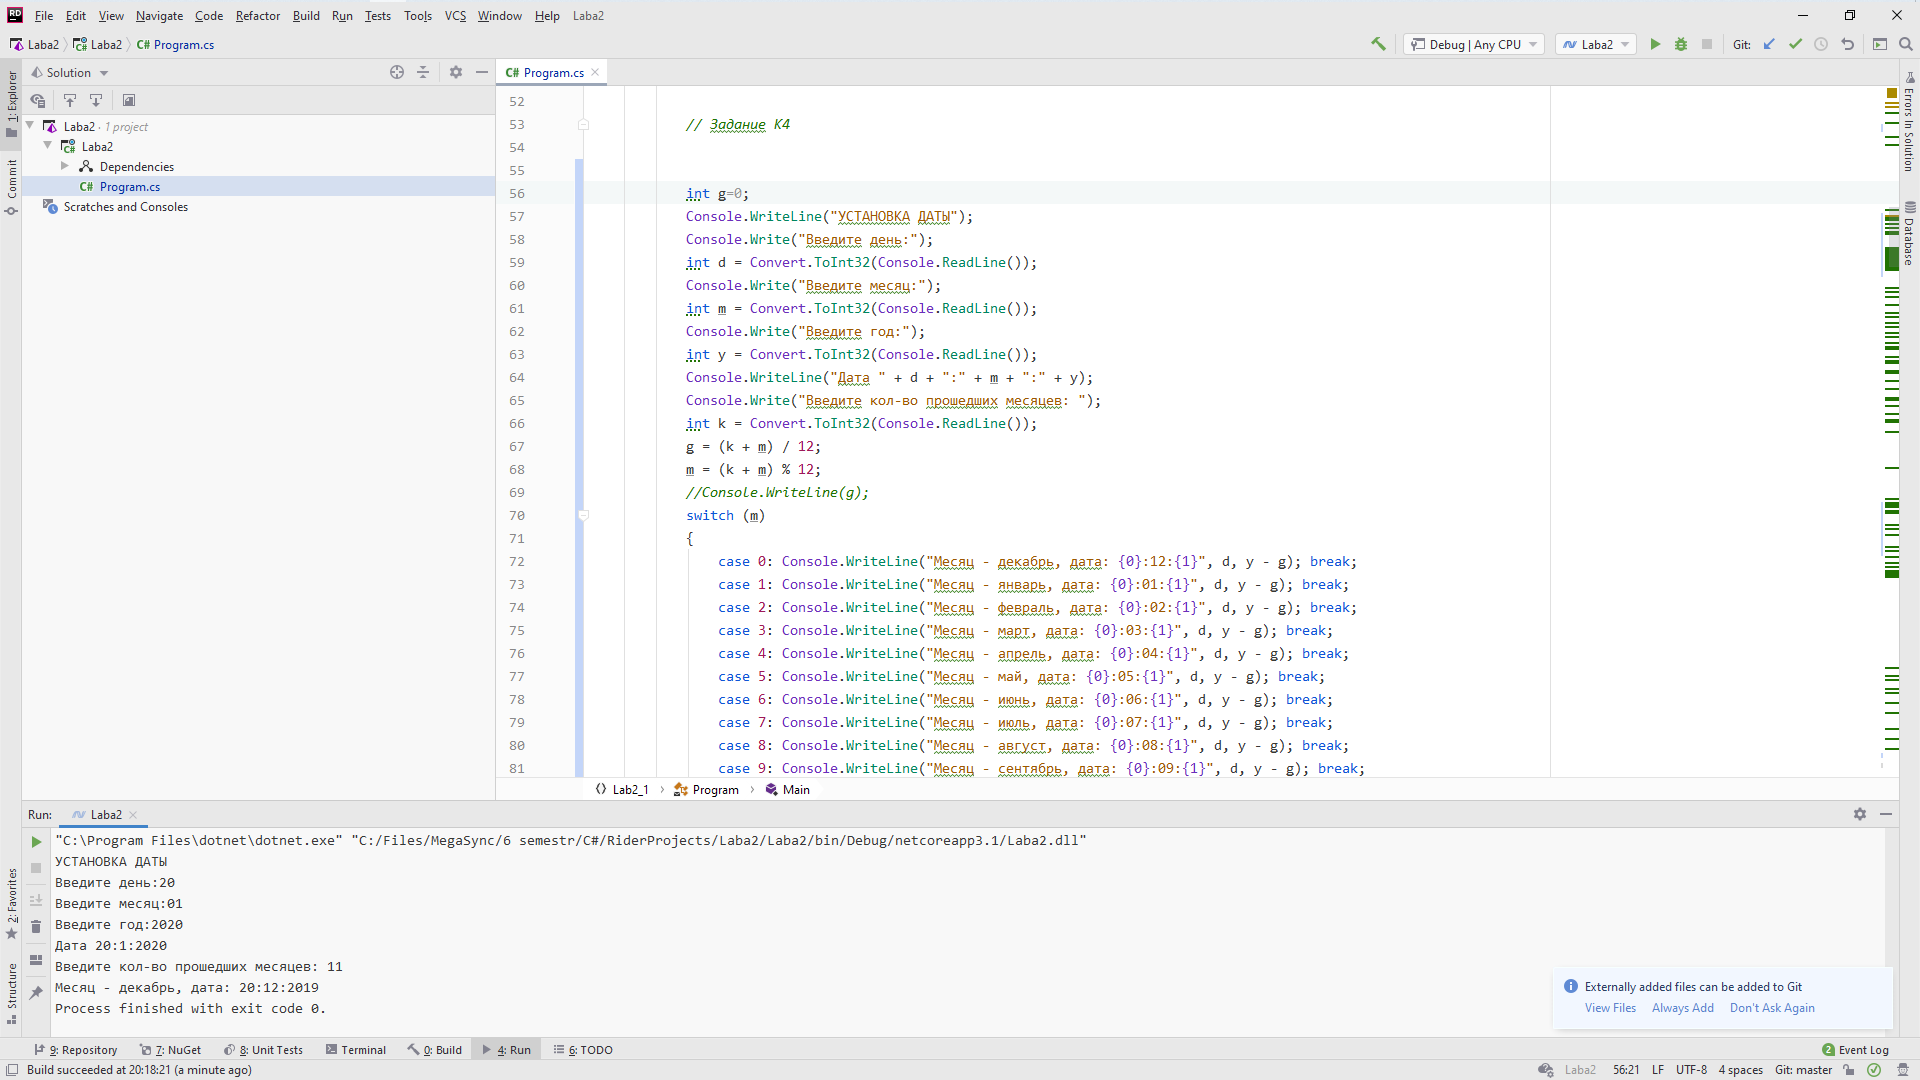 File Edit View Navigate Code Refactor Build Run Tests Tools VCS Window Help Laba2
Laba2 Laba2 C# Program.cs
Debug | Any CPU Laba2 Git:
Solution
C# Program.cs
1: Explorer
Commit
Laba2 · 1 project
Laba2
Dependencies
C# Program.cs
Scratches and Consoles
52
53 // Задание К4
54
55
56 int g=0;
57 Console.WriteLine("УСТАНОВКА ДАТЫ");
58 Console.Write("Введите день:");
59 int d = Convert.ToInt32(Console.ReadLine());
60 Console.Write("Введите месяц:");
61 int m = Convert.ToInt32(Console.ReadLine());
62 Console.Write("Введите год:");
63 int y = Convert.ToInt32(Console.ReadLine());
64 Console.WriteLine("Дата " + d + ":" + m + ":" + y);
65 Console.Write("Введите кол-во прошедших месяцев: ");
66 int k = Convert.ToInt32(Console.ReadLine());
67 g = (k + m) / 12;
68 m = (k + m) % 12;
69 //Console.WriteLine(g);
70 switch (m)
71 {
72 case 0: Console.WriteLine("Месяц - декабрь, дата: {0}:12:{1}", d, y - g); break;
73 case 1: Console.WriteLine("Месяц - январь, дата: {0}:01:{1}", d, y - g); break;
74 case 2: Console.WriteLine("Месяц - февраль, дата: {0}:02:{1}", d, y - g); break;
75 case 3: Console.WriteLine("Месяц - март, дата: {0}:03:{1}", d, y - g); break;
76 case 4: Console.WriteLine("Месяц - апрель, дата: {0}:04:{1}", d, y - g); break;
77 case 5: Console.WriteLine("Месяц - май, дата: {0}:05:{1}", d, y - g); break;
78 case 6: Console.WriteLine("Месяц - июнь, дата: {0}:06:{1}", d, y - g); break;
79 case 7: Console.WriteLine("Месяц - июль, дата: {0}:07:{1}", d, y - g); break;
80 case 8: Console.WriteLine("Месяц - август, дата: {0}:08:{1}", d, y - g); break;
81 case 9: Console.WriteLine("Месяц - сентябрь, дата: {0}:09:{1}", d, y - g); break;
Errors In Solution
Database
Lab2_1 Program Main
Run: Laba2
"C:\Program Files\dotnet\dotnet.exe" "C:/Files/MegaSync/6 semestr/C#/RiderProjects/Laba2/Laba2/bin/Debug/netcoreapp3.1/Laba2.dll"
УСТАНОВКА ДАТЫ
Введите день:20
Введите месяц:01
Введите год:2020
Дата 20:1:2020
Введите кол-во прошедших месяцев: 11
Месяц - декабрь, дата: 20:12:2019
Process finished with exit code 0.
2: Favorites
Structure
Externally added files can be added to Git
View Files Always Add Don't Ask Again
9: Repository 7: NuGet 8: Unit Tests Terminal 0: Build 4: Run 6: TODO 2 Event Log
Build succeeded at 20:18:21 (a minute ago) Laba2 56:21 LF UTF-8 4 spaces Git: master